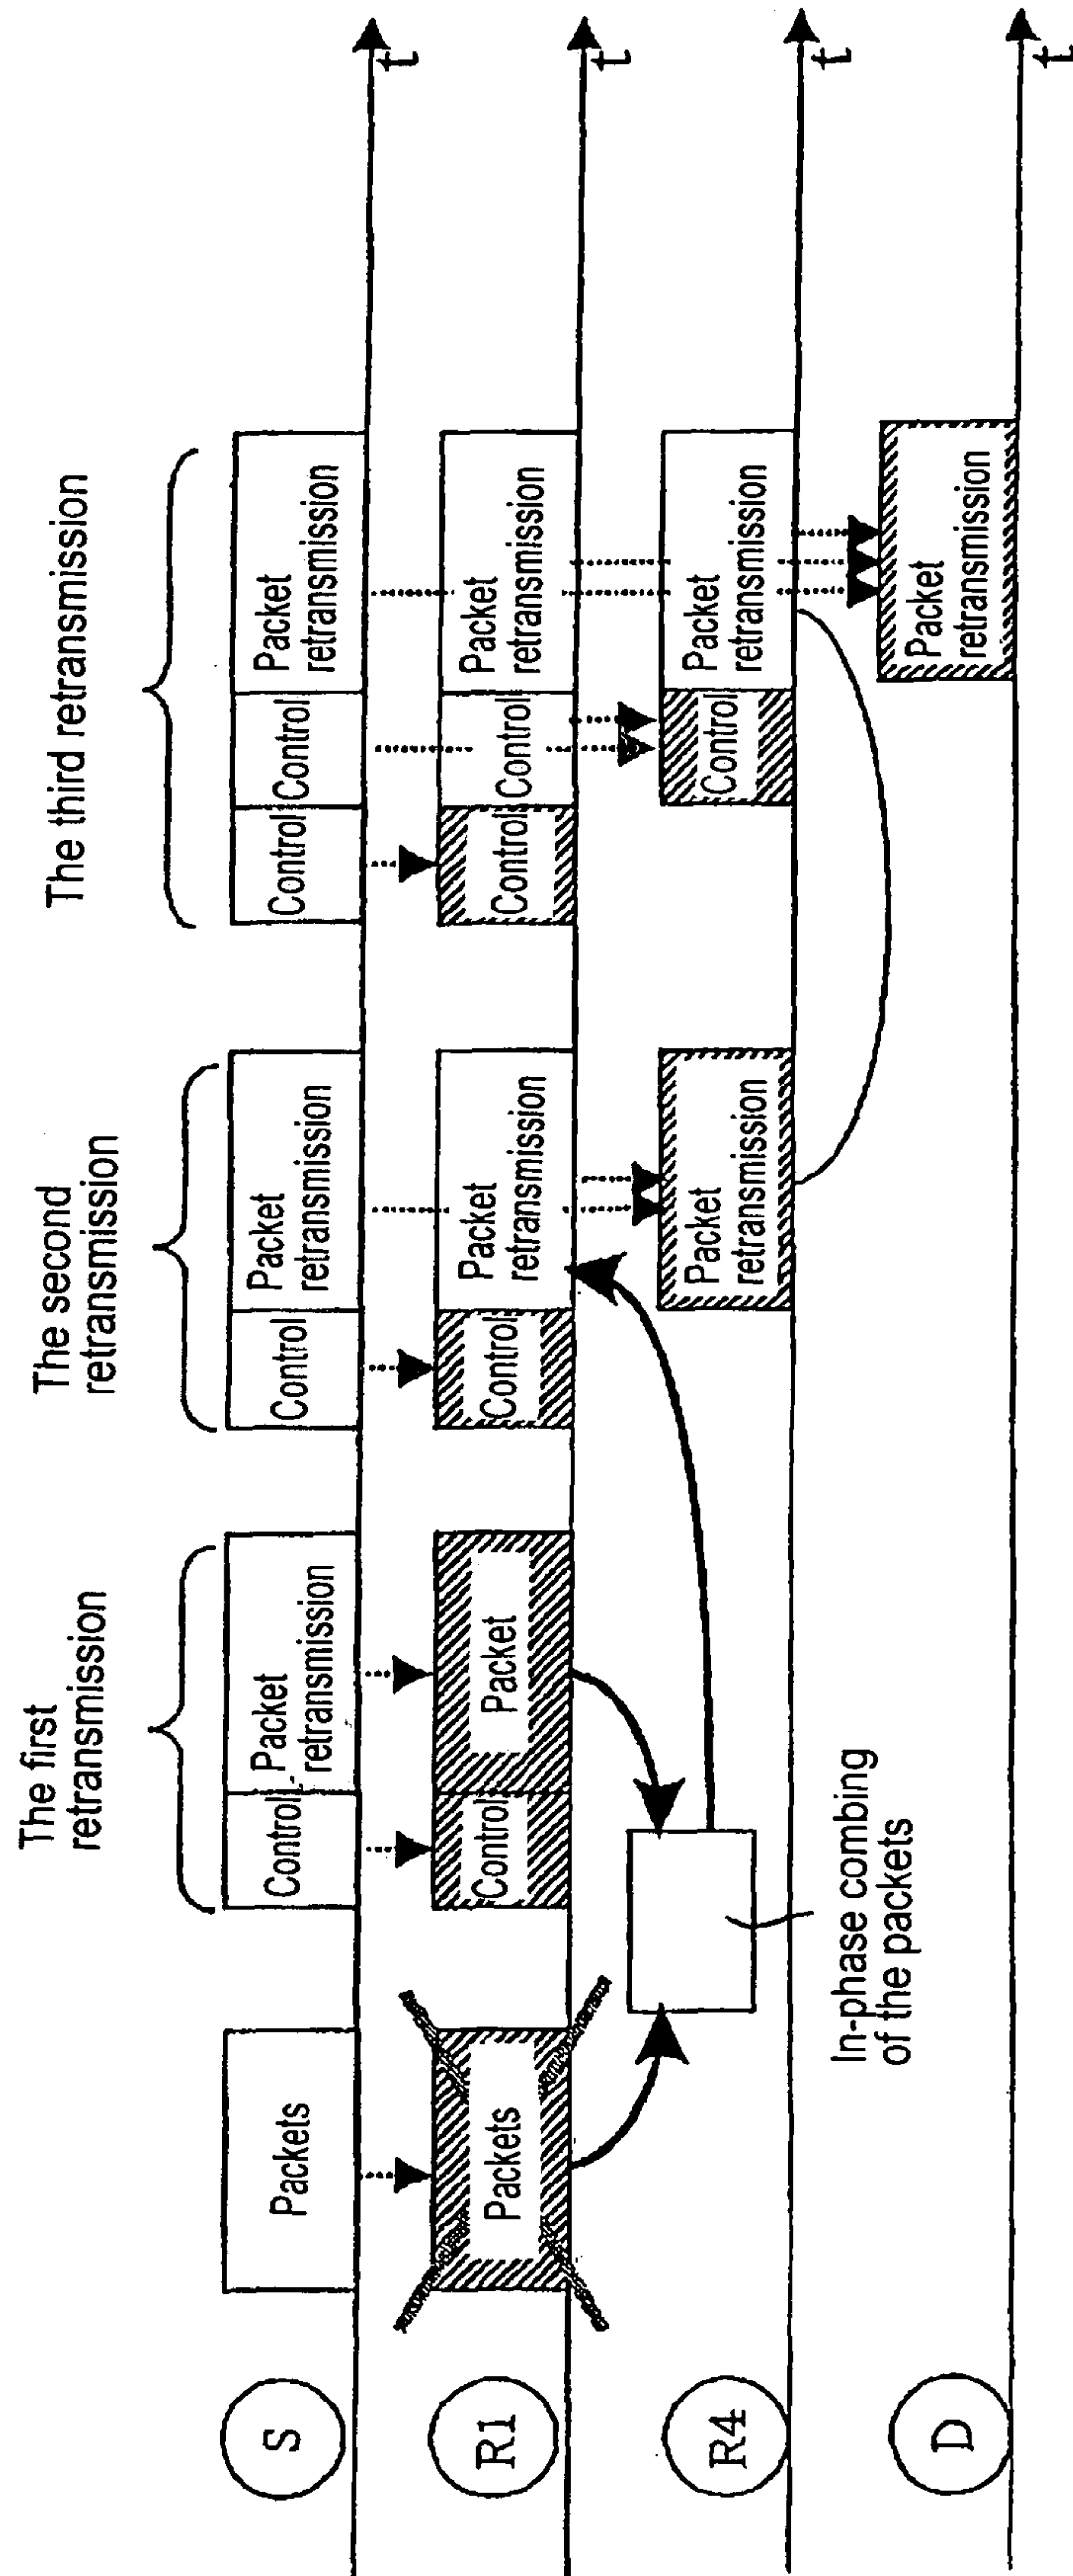 The first
retransmission
The second
retransmission
The third retransmission
S
Packets
Control
Packet
retransmission
Control
Packet
retransmission
Control
Control
Packet
retransmission
t
R1
Packets
Control
Packet
Control
Packet
retransmission
Control
Control
Packet
retransmission
t
In-phase combing
of the packets
R4
Packet
retransmission
Control
Packet
retransmission
t
D
Packet
retransmission
t